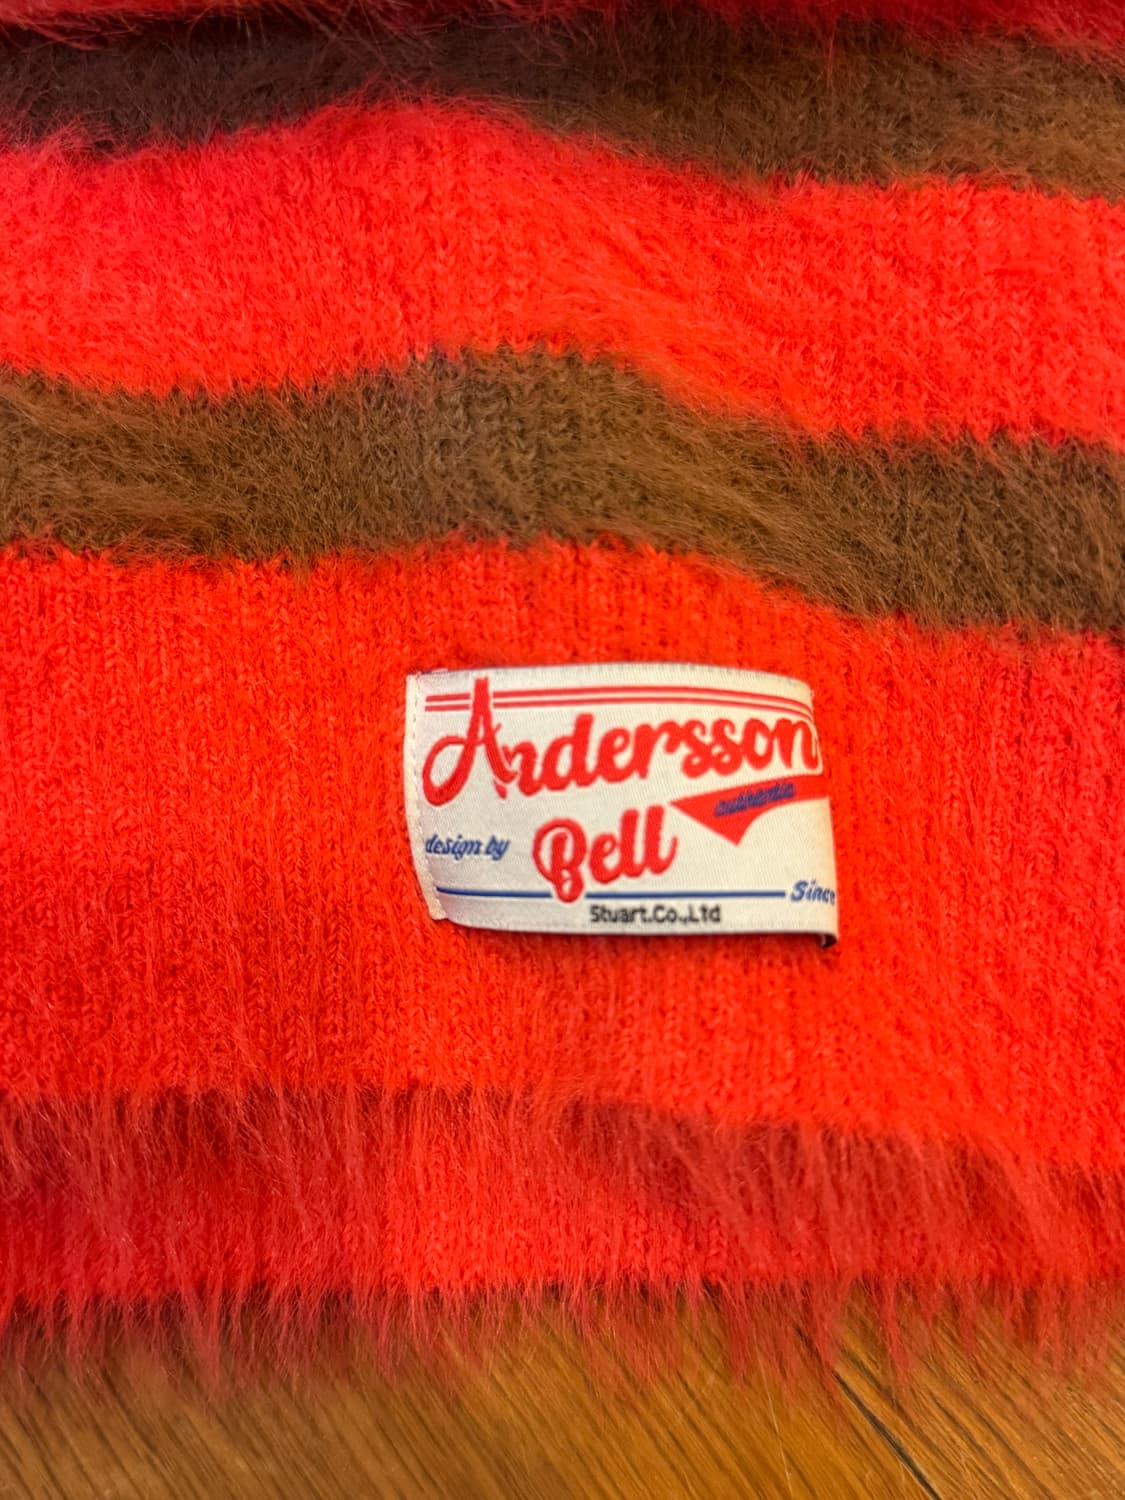 Andersson
authentic
design by Bell
Since
Stuart.Co.,Ltd